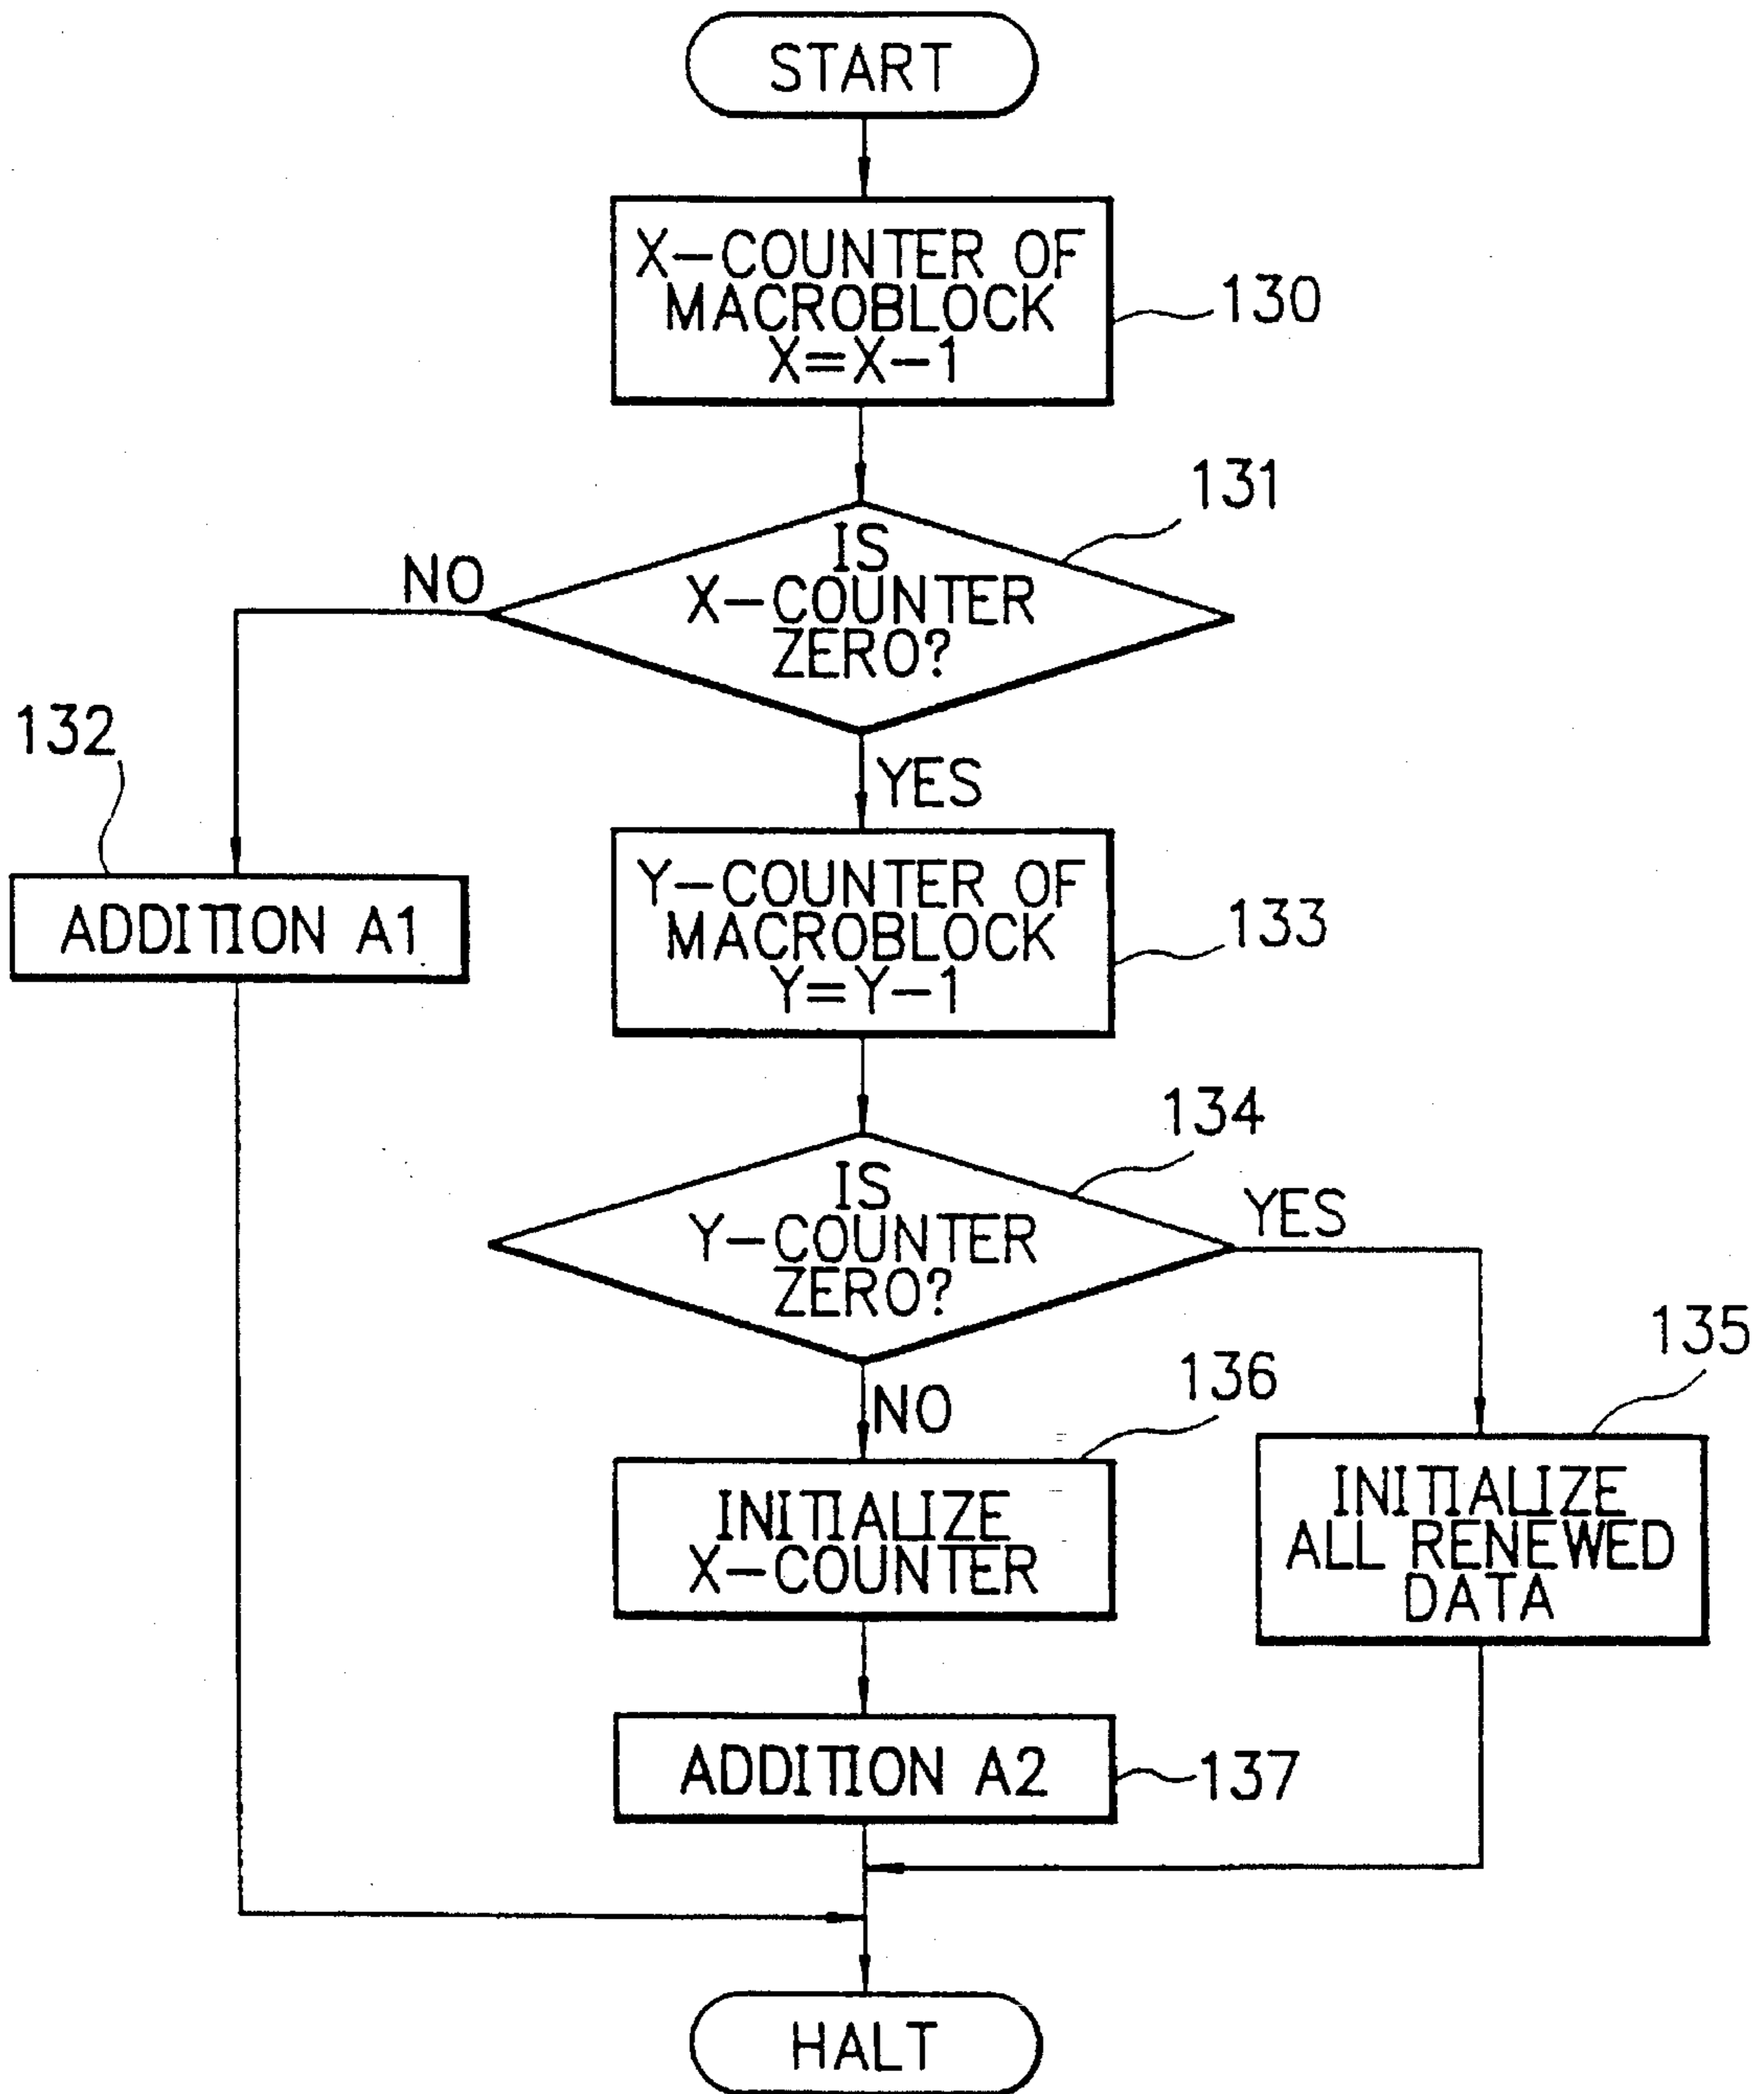 START
X-COUNTER OF
MACROBLOCK
X=X-1
130
131
IS
X-COUNTER
ZERO?
NO
YES
132
ADDITION A1
Y-COUNTER OF
MACROBLOCK
Y=Y-1
133
134
IS
Y-COUNTER
ZERO?
YES
NO
135
136
INITIALIZE
X-COUNTER
INITIALIZE
ALL RENEWED
DATA
ADDITION A2
137
HALT